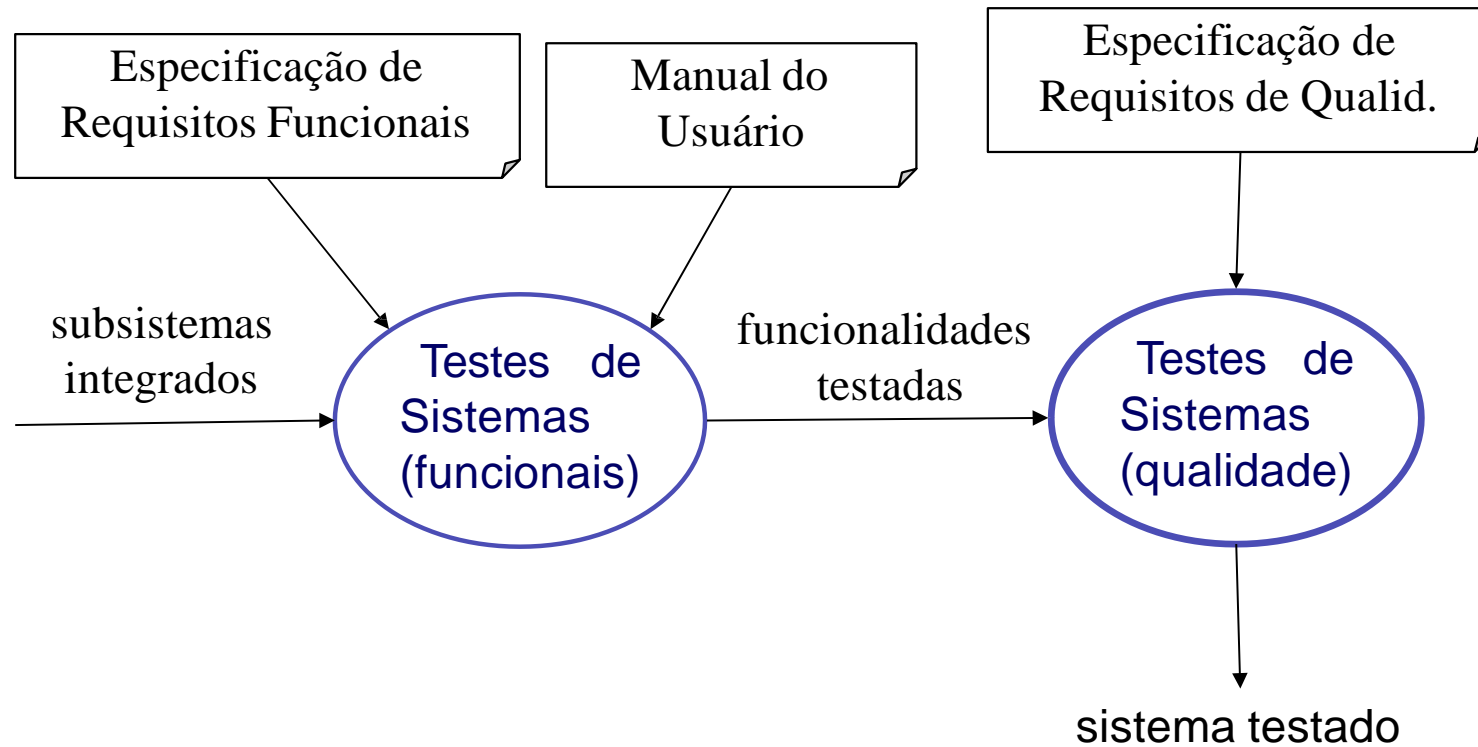 Especificação de
Requisitos Funcionais
Manual do
Usuário
Especificação de
Requisitos de Qualid.
subsistemas
integrados
Testes de
Sistemas
(funcionais)
funcionalidades
testadas
Testes de
Sistemas
(qualidade)
sistema testado